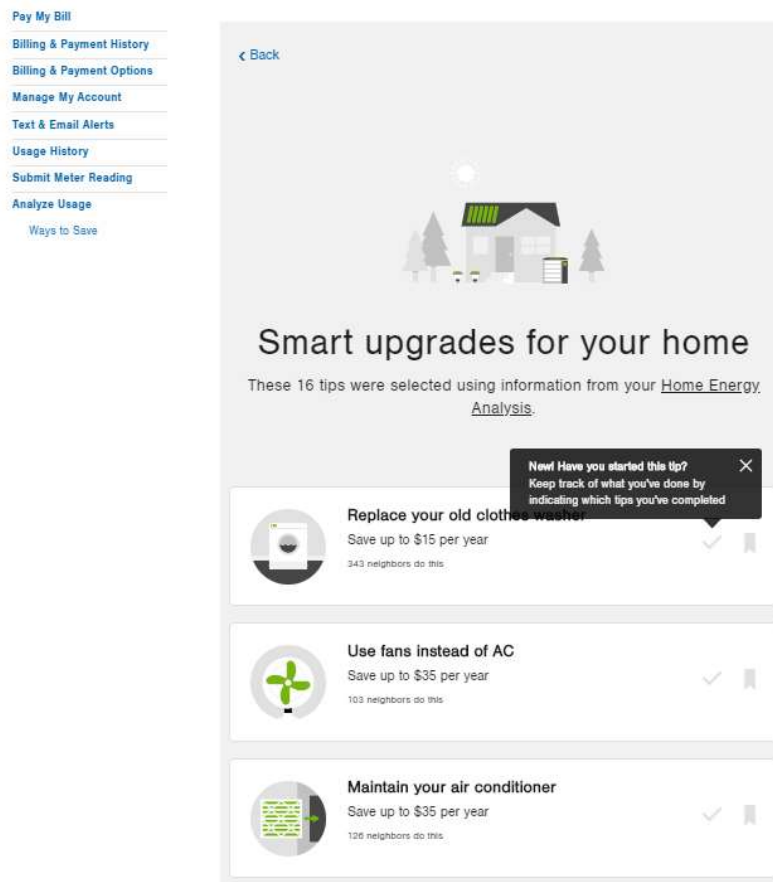 Pay My Bill
Billing & Payment History
Billing & Payment Options
Manage My Account
Text & Email Alerts
Usage History
Submit Meter Reading
Analyze Usage
Ways to Save
Back
Smart upgrades for your home
These 16 tips were selected using information from your Home Energy
Analysis.
New! Have you started this tip?
Keep track of what you've done by
indicating which tips you've completed
Replace your old clothes washer
Save up to $15 per year
343 neighbors do this
Use fans instead of AC
Save up to $35 per year
103 neighbors do this
Maintain your air conditioner
Save up to $35 per year
126 neighbors do this